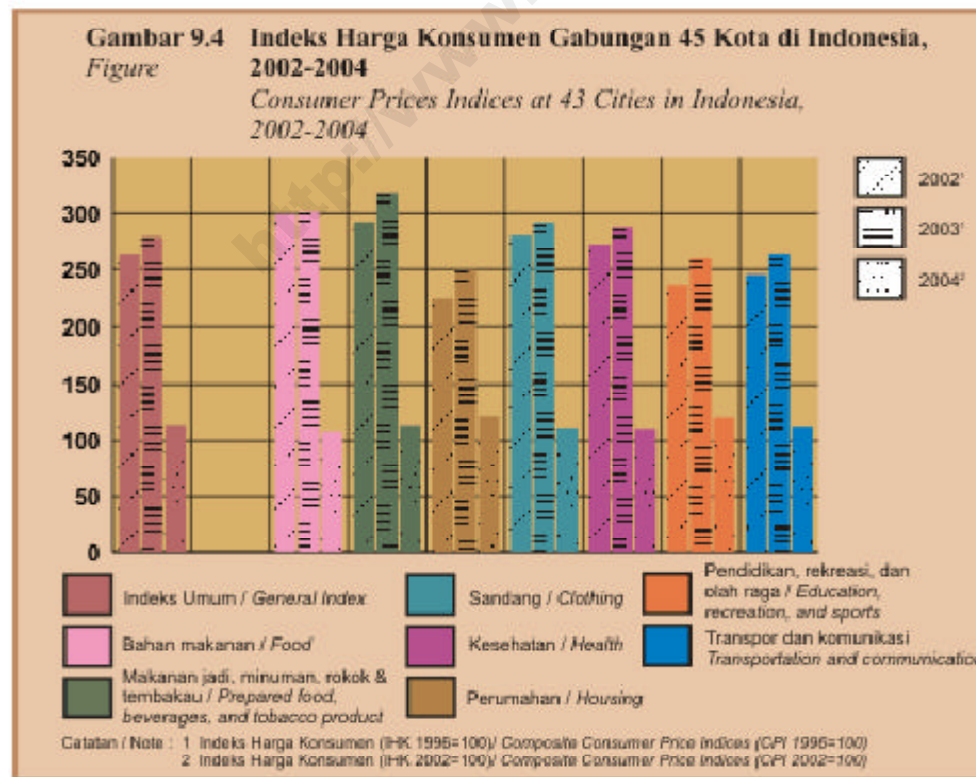 Gambar 9.4 Indeks Harga Konsumen Gabungan 45 Kota di Indonesia,
Figure 2002-2004
Consumer Prices Indices at 43 Cities in Indonesia,
2002-2004
http://www.
350
300
250
200
150
100
50
0
2002¹
2003¹
2004²
Indeks Umum / General Index
Bahan makanan / Food
Makanan jadi, minuman, rokok &
tembakau / Prepared food,
beverages, and tobacco product
Sandang / Clothing
Kesehatan / Health
Perumahan / Housing
Pendidikan, rekreasi, dan
olah raga / Education,
recreation, and sports
Transpor dan komunikasi
Transportation and communication
Catatan / Note : 1 Indeks Harga Konsumen (IHK 1996=100)/ Composite Consumer Price Indices (CPI 1996=100)
2 Indeks Harga Konsumen (IHK 2002=100)/ Composite Consumer Price Indices (CPI 2002=100)